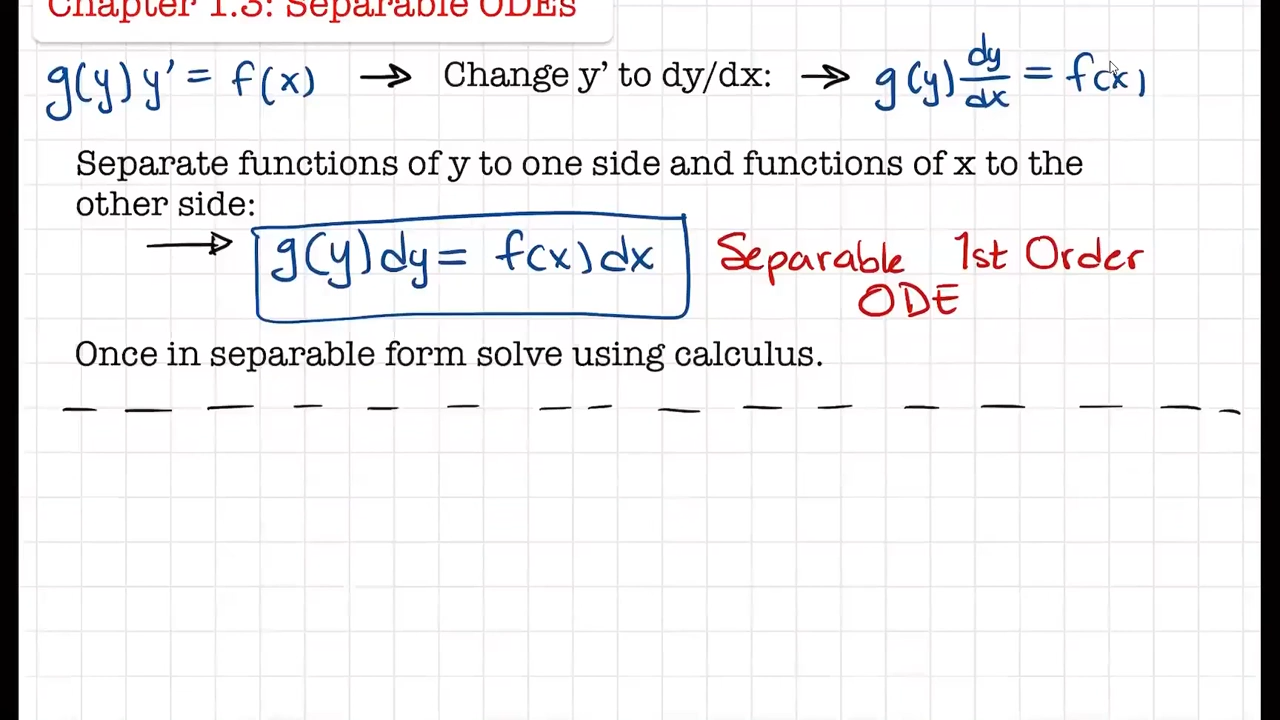 Chapter 1.3: Separable ODEs
g(y) y' = f(x) → Change y’ to dy/dx: → g(y) dy/dx = f(x)
Separate functions of y to one side and functions of x to the
other side:
→ g(y)dy = f(x)dx Separable 1st Order
ODE
Once in separable form solve using calculus.